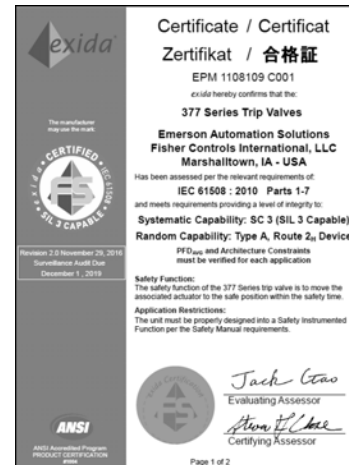 exida
The manufacturer
may use the mark:
CERTIFIED
exida
IEC 61508
FS
SIL 3 CAPABLE
Revision 2.0 November 29, 2016
Surveillance Audit Due
December 1, 2019
ANSI
ANSI Accredited Program
PRODUCT CERTIFICATION
Certificate / Certificat
Zertifikat / 合格証
EPM 1108109 C001
exida hereby confirms that the:
377 Series Trip Valves
Emerson Automation Solutions
Fisher Controls International, LLC
Marshalltown, IA - USA
Has been assessed per the relevant requirements of:
IEC 61508 : 2010 Parts 1-7
and meets requirements providing a level of integrity to:
Systematic Capability: SC 3 (SIL 3 Capable)
Random Capability: Type A, Route 2H Device
PFDAVG and Architecture Constraints
must be verified for each application
Safety Function:
The safety function of the 377 Series trip valve is to move the
associated actuator to the safe position within the safety time.
Application Restrictions:
The unit must be properly designed into a Safety Instrumented
Function per the Safety Manual requirements.
Evaluating Assessor
Certifying Assessor
Page 1 of 2